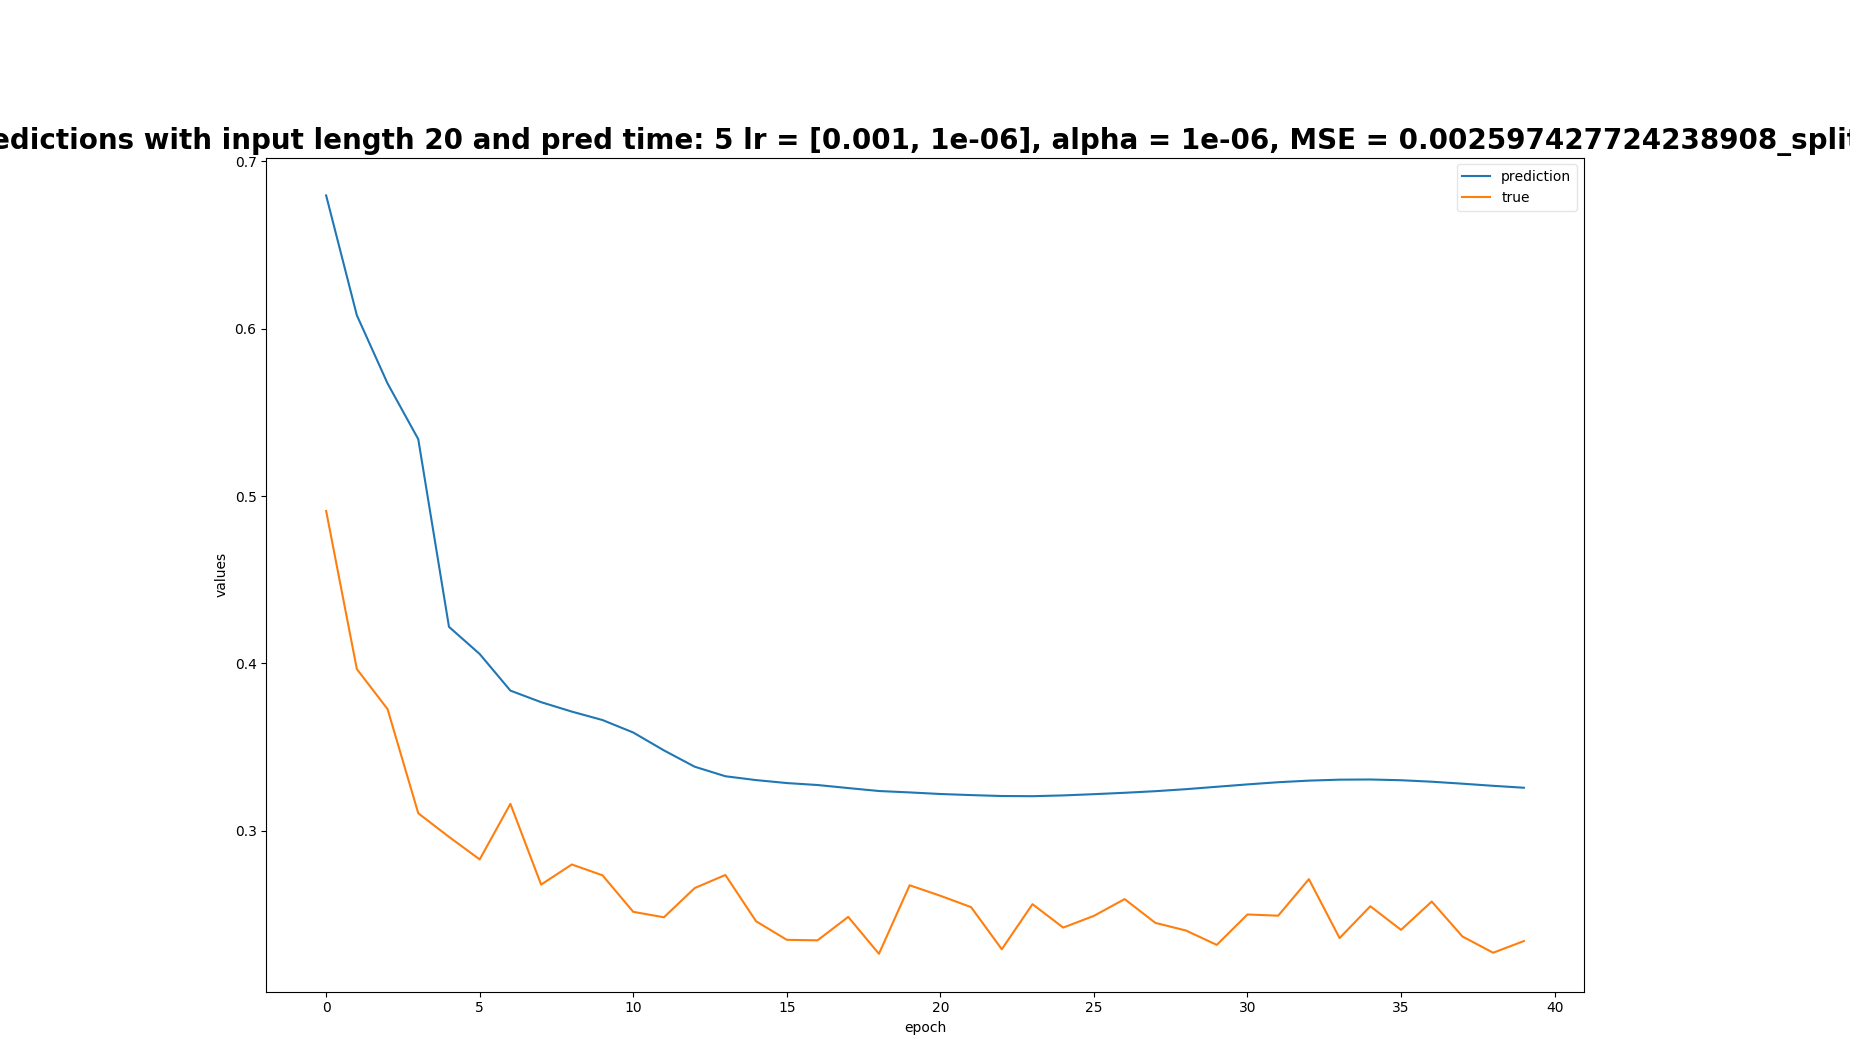 edictions with input length 20 and pred time: 5 lr = [0.001, 1e-06], alpha = 1e-06, MSE = 0.002597427724238908_split
prediction
true
0.7
0.6
0.5
0.4
0.3
values
0 5 10 15 20 25 30 35 40
epoch